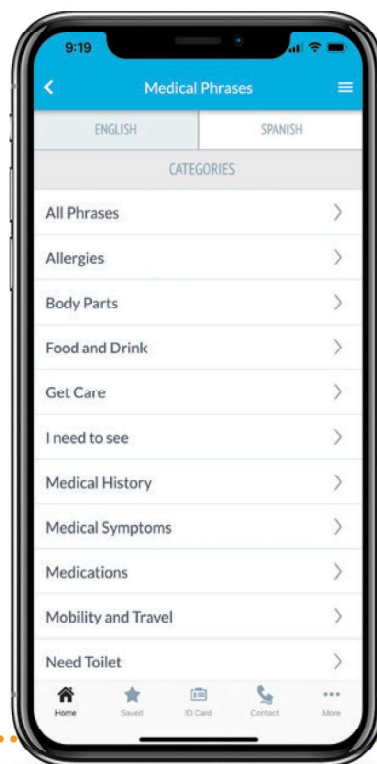 9:19
Medical Phrases
ENGLISH SPANISH
CATEGORIES
All Phrases
Allergies
Body Parts
Food and Drink
Get Care
I need to see
Medical History
Medical Symptoms
Medications
Mobility and Travel
Need Toilet
Home Saved ID Card Contact More